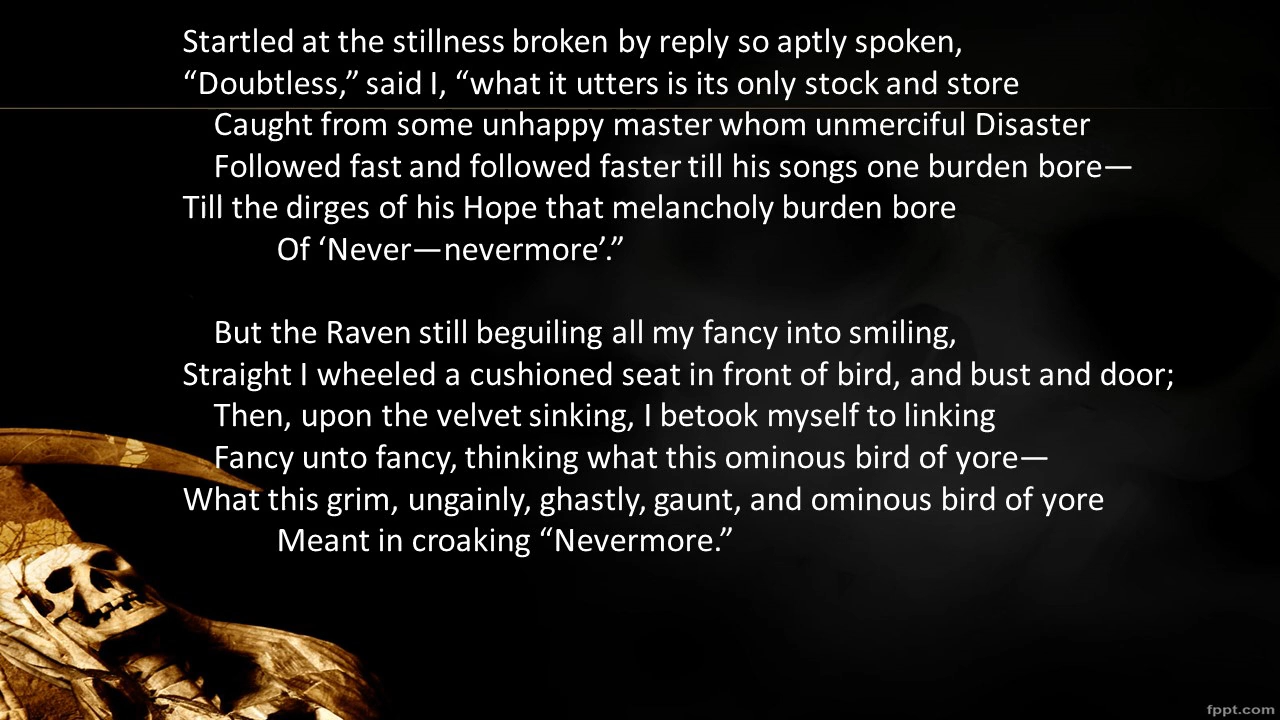 Startled at the stillness broken by reply so aptly spoken,
“Doubtless,” said I, “what it utters is its only stock and store
Caught from some unhappy master whom unmerciful Disaster
Followed fast and followed faster till his songs one burden bore—
Till the dirges of his Hope that melancholy burden bore
Of ‘Never—nevermore’.”
But the Raven still beguiling all my fancy into smiling,
Straight I wheeled a cushioned seat in front of bird, and bust and door;
Then, upon the velvet sinking, I betook myself to linking
Fancy unto fancy, thinking what this ominous bird of yore—
What this grim, ungainly, ghastly, gaunt, and ominous bird of yore
Meant in croaking “Nevermore.”
fppt.com